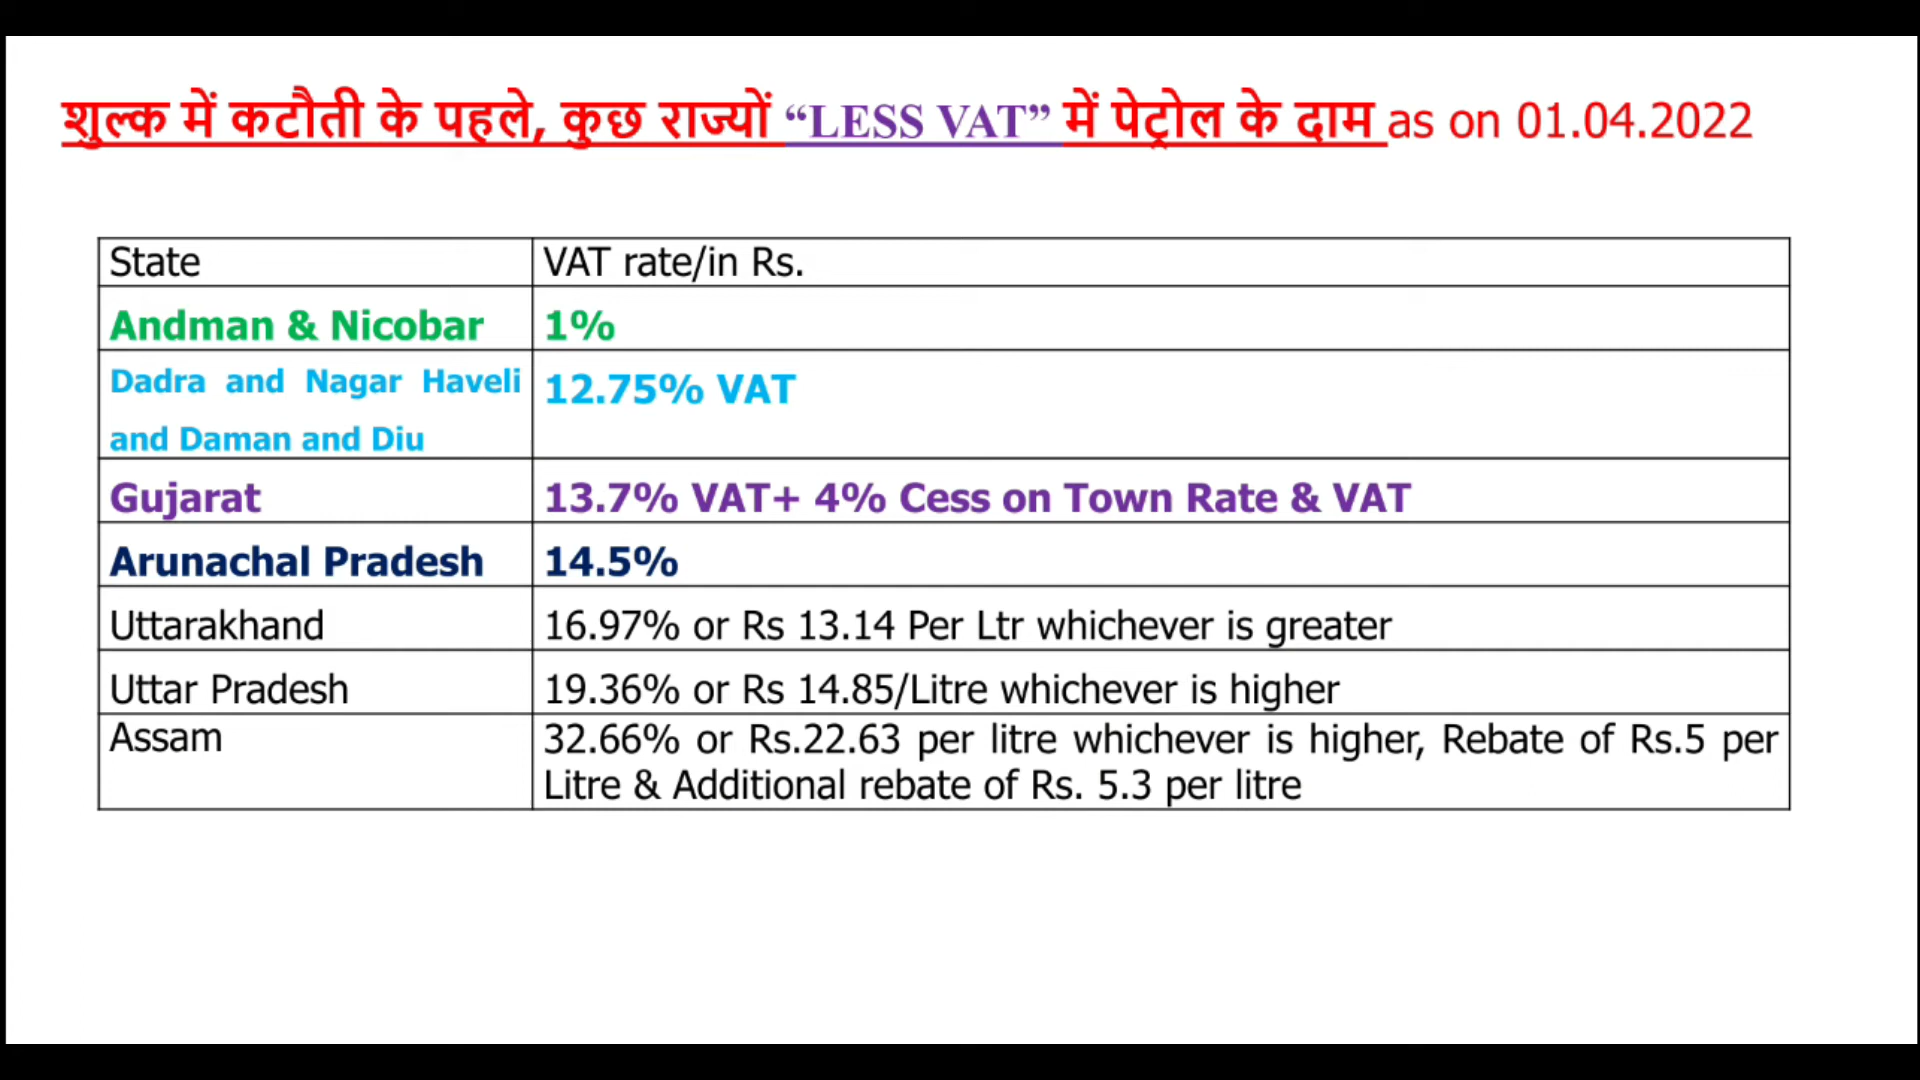 शुल्क में कटौती के पहले, कुछ राज्यों “LESS VAT” में पेट्रोल के दाम as on 01.04.2022
State VAT rate/in Rs.
Andman & Nicobar 1%
Dadra and Nagar Haveli 12.75% VAT
and Daman and Diu
Gujarat 13.7% VAT+ 4% Cess on Town Rate & VAT
Arunachal Pradesh 14.5%
Uttarakhand 16.97% or Rs 13.14 Per Ltr whichever is greater
Uttar Pradesh 19.36% or Rs 14.85/Litre whichever is higher
Assam 32.66% or Rs.22.63 per litre whichever is higher, Rebate of Rs.5 per
Litre & Additional rebate of Rs. 5.3 per litre